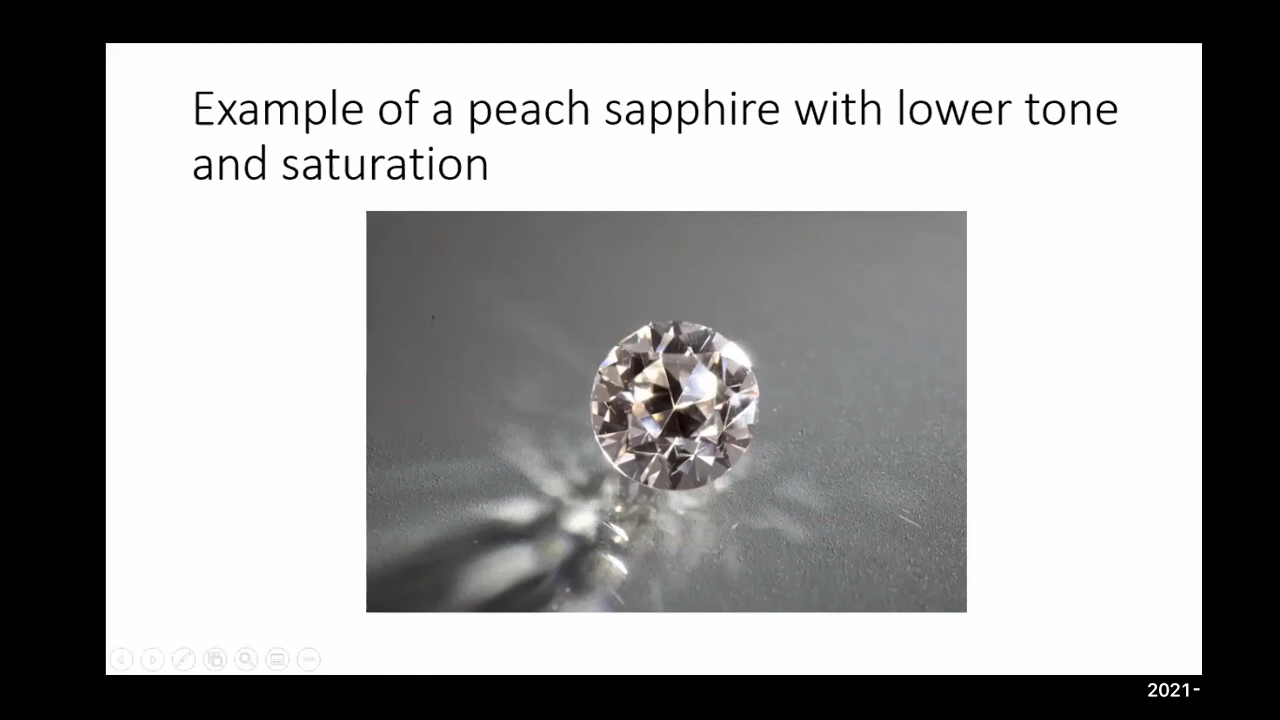 Example of a peach sapphire with lower tone
and saturation
2021-